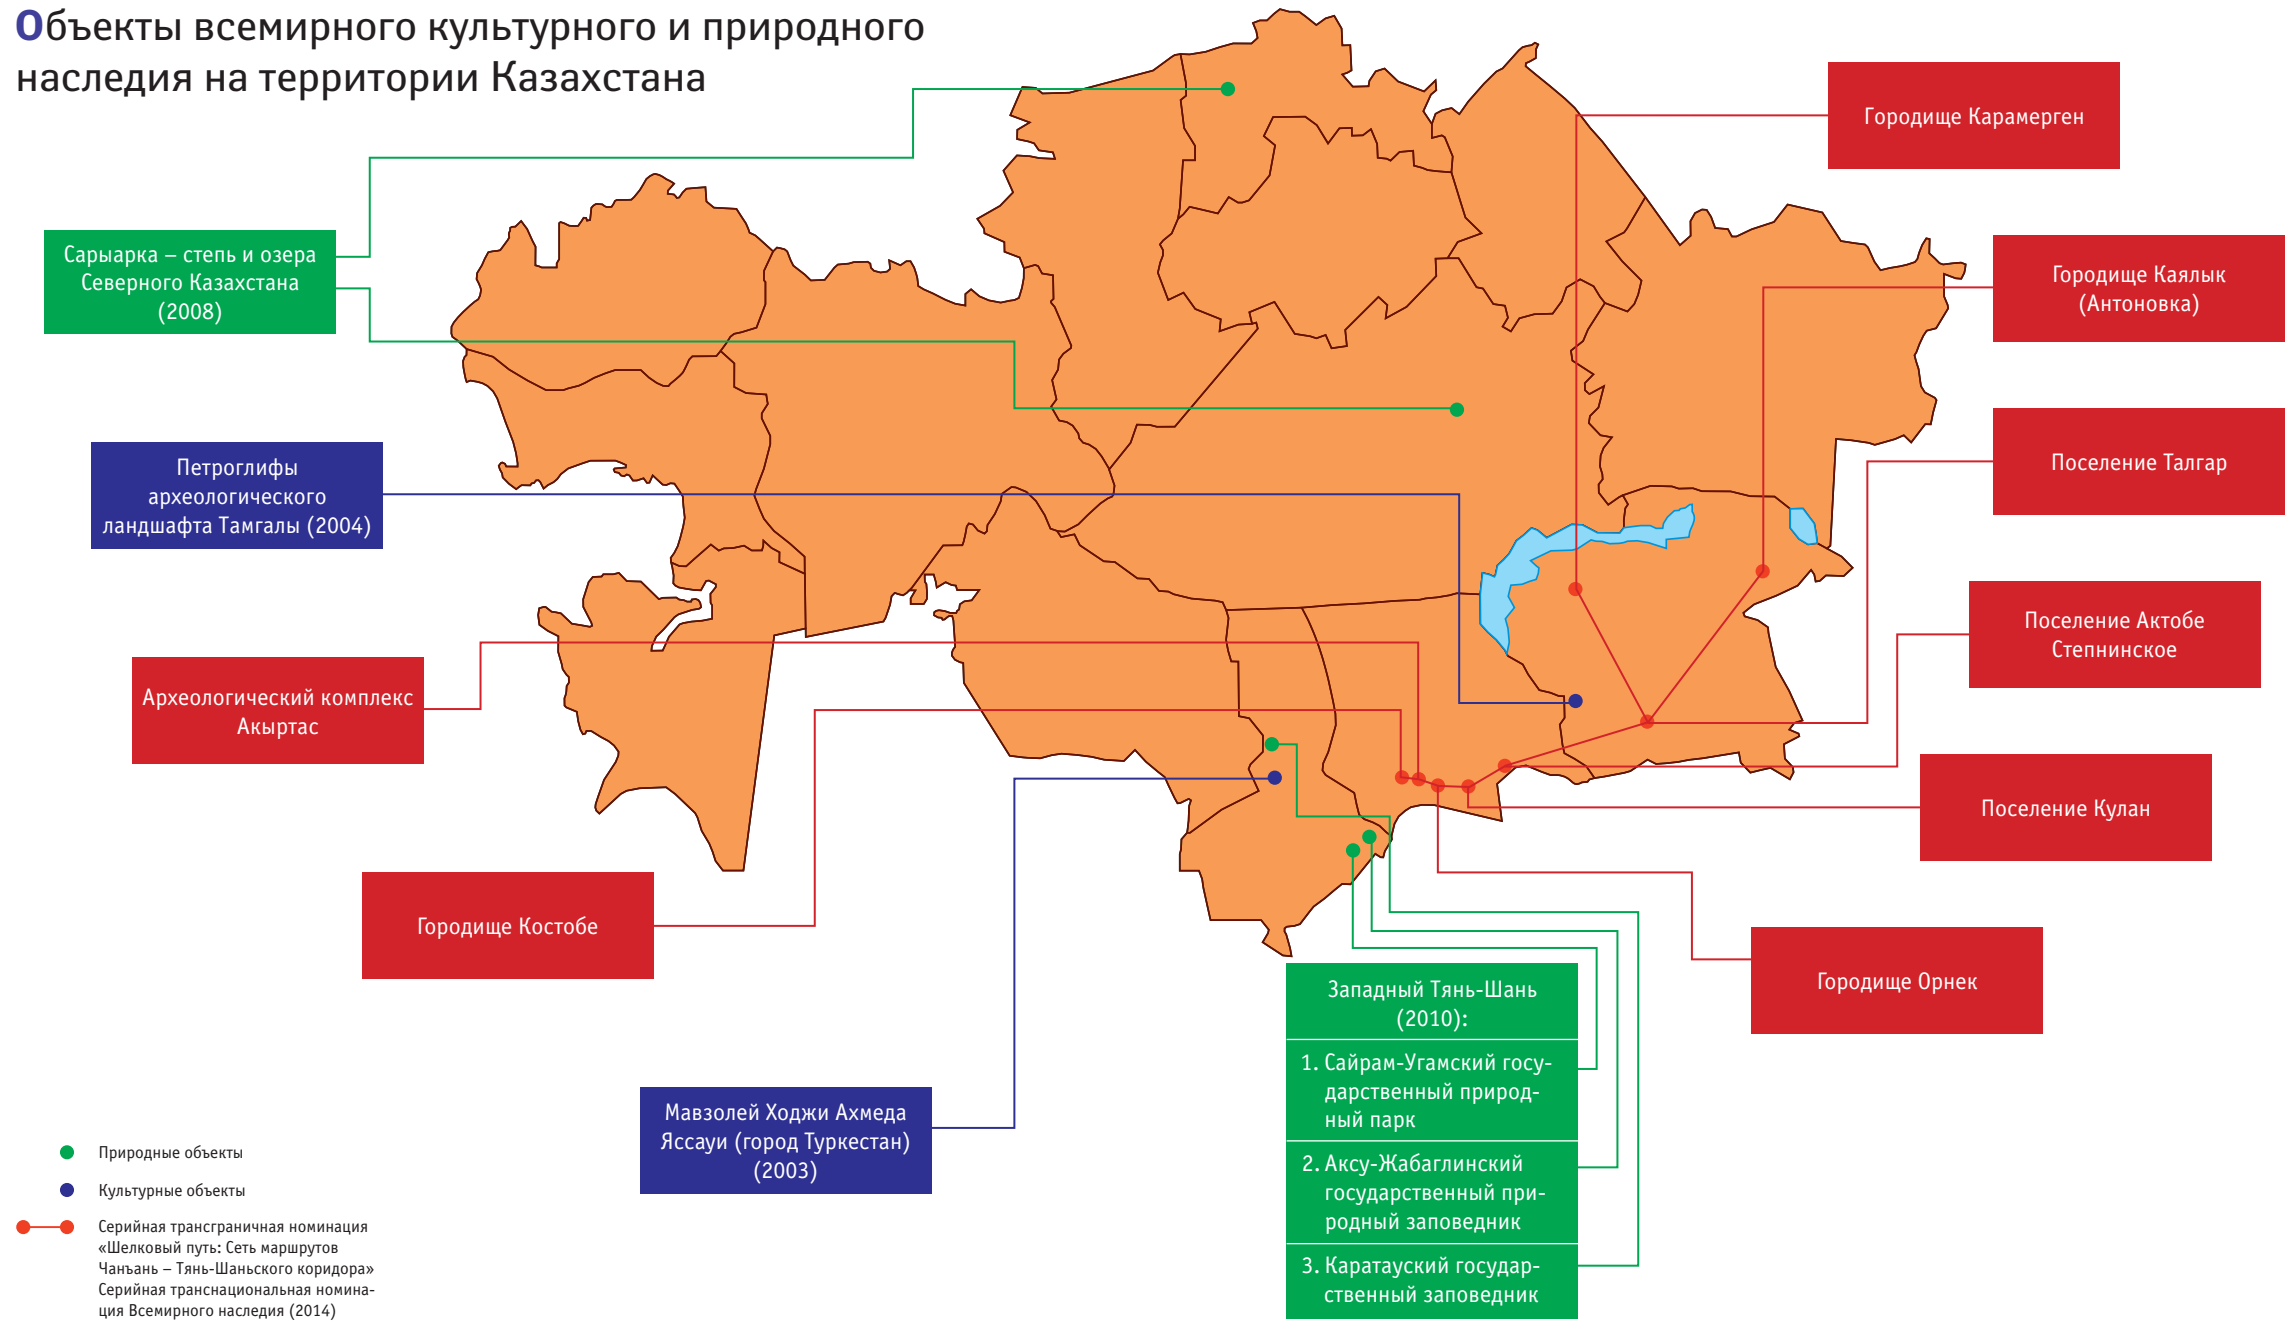 Объекты всемирного культурного и природного
наследия на территории Казахстана
Городище Карамерген
Сарыарка – степь и озера
Северного Казахстана
(2008)
Городище Каялык
(Антоновка)
Петроглифы
археологического
ландшафта Тамгалы (2004)
Поселение Талгар
Поселение Актобе
Степнинское
Археологический комплекс
Акыртас
Поселение Кулан
Городище Костобе
Городище Орнек
Западный Тянь-Шань
(2010):
1. Сайрам-Угамский госу-
дарственный природ-
ный парк
2. Аксу-Жабаглинский
государственный при-
родный заповедник
3. Каратауский государ-
ственный заповедник
Мавзолей Ходжи Ахмеда
Яссауи (город Туркестан)
(2003)
Природные объекты
Культурные объекты
Серийная трансграничная номинация
«Шелковый путь: Сеть маршрутов
Чанъань – Тянь-Шаньского коридора»
Серийная транснациональная номина-
ция Всемирного наследия (2014)